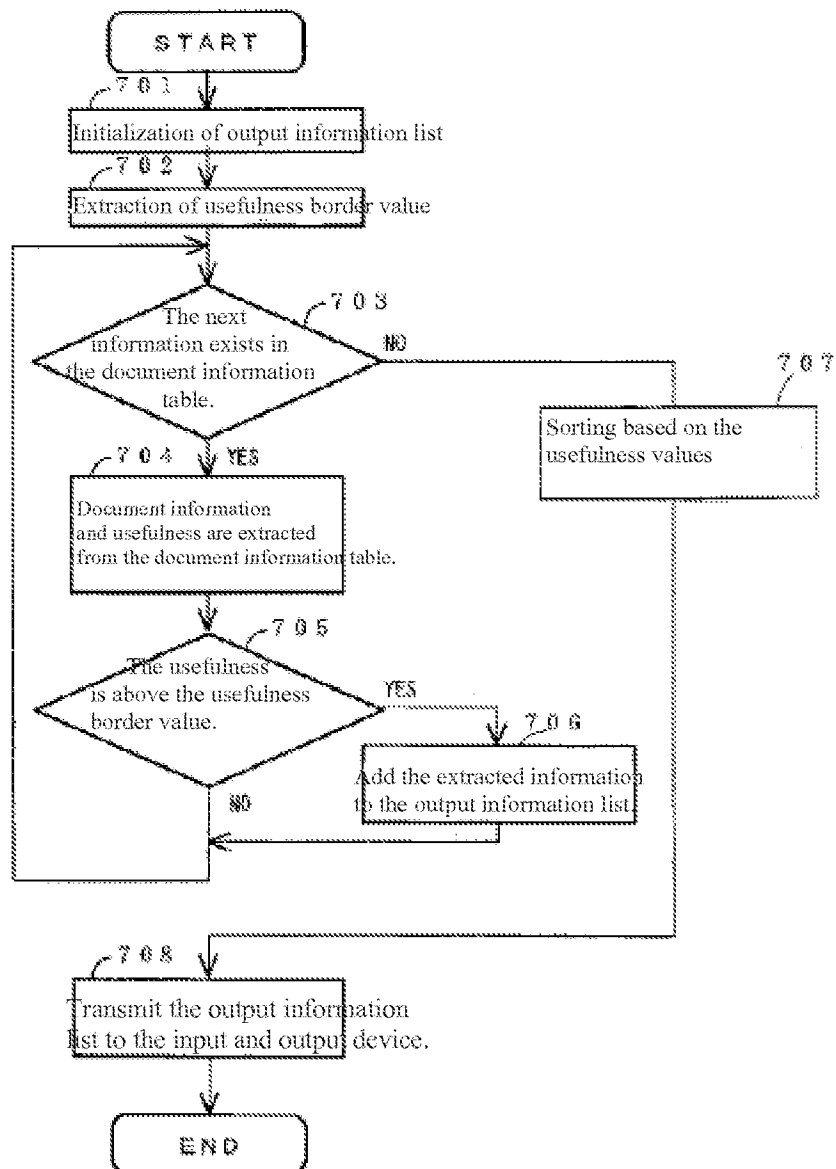 START
701
Initialization of output information list
702
Extraction of usefulness border value
703
The next
information exists in
the document information
table.
NO
707
Sorting based on the
usefulness values
704
YES
Document information
and usefulness are extracted
from the document information table.
705
The usefulness
is above the usefulness
border value.
YES
706
Add the extracted information
to the output information list.
NO
708
Transmit the output information
list to the input and output device.
END